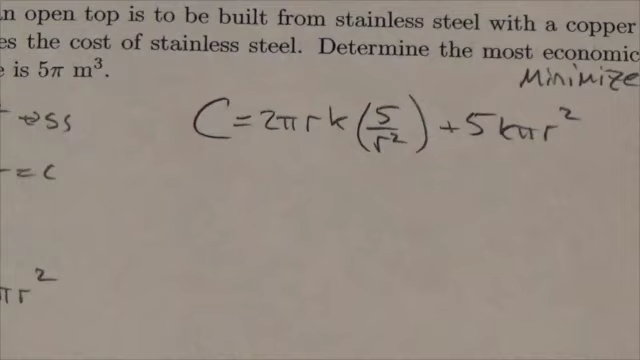 n open top is to be built from stainless steel with a copper
es the cost of stainless steel. Determine the most economic
e is 5π m³.
Minimize
C = 2πrk(5/r²) + 5kπr²
SS
= C
πr²